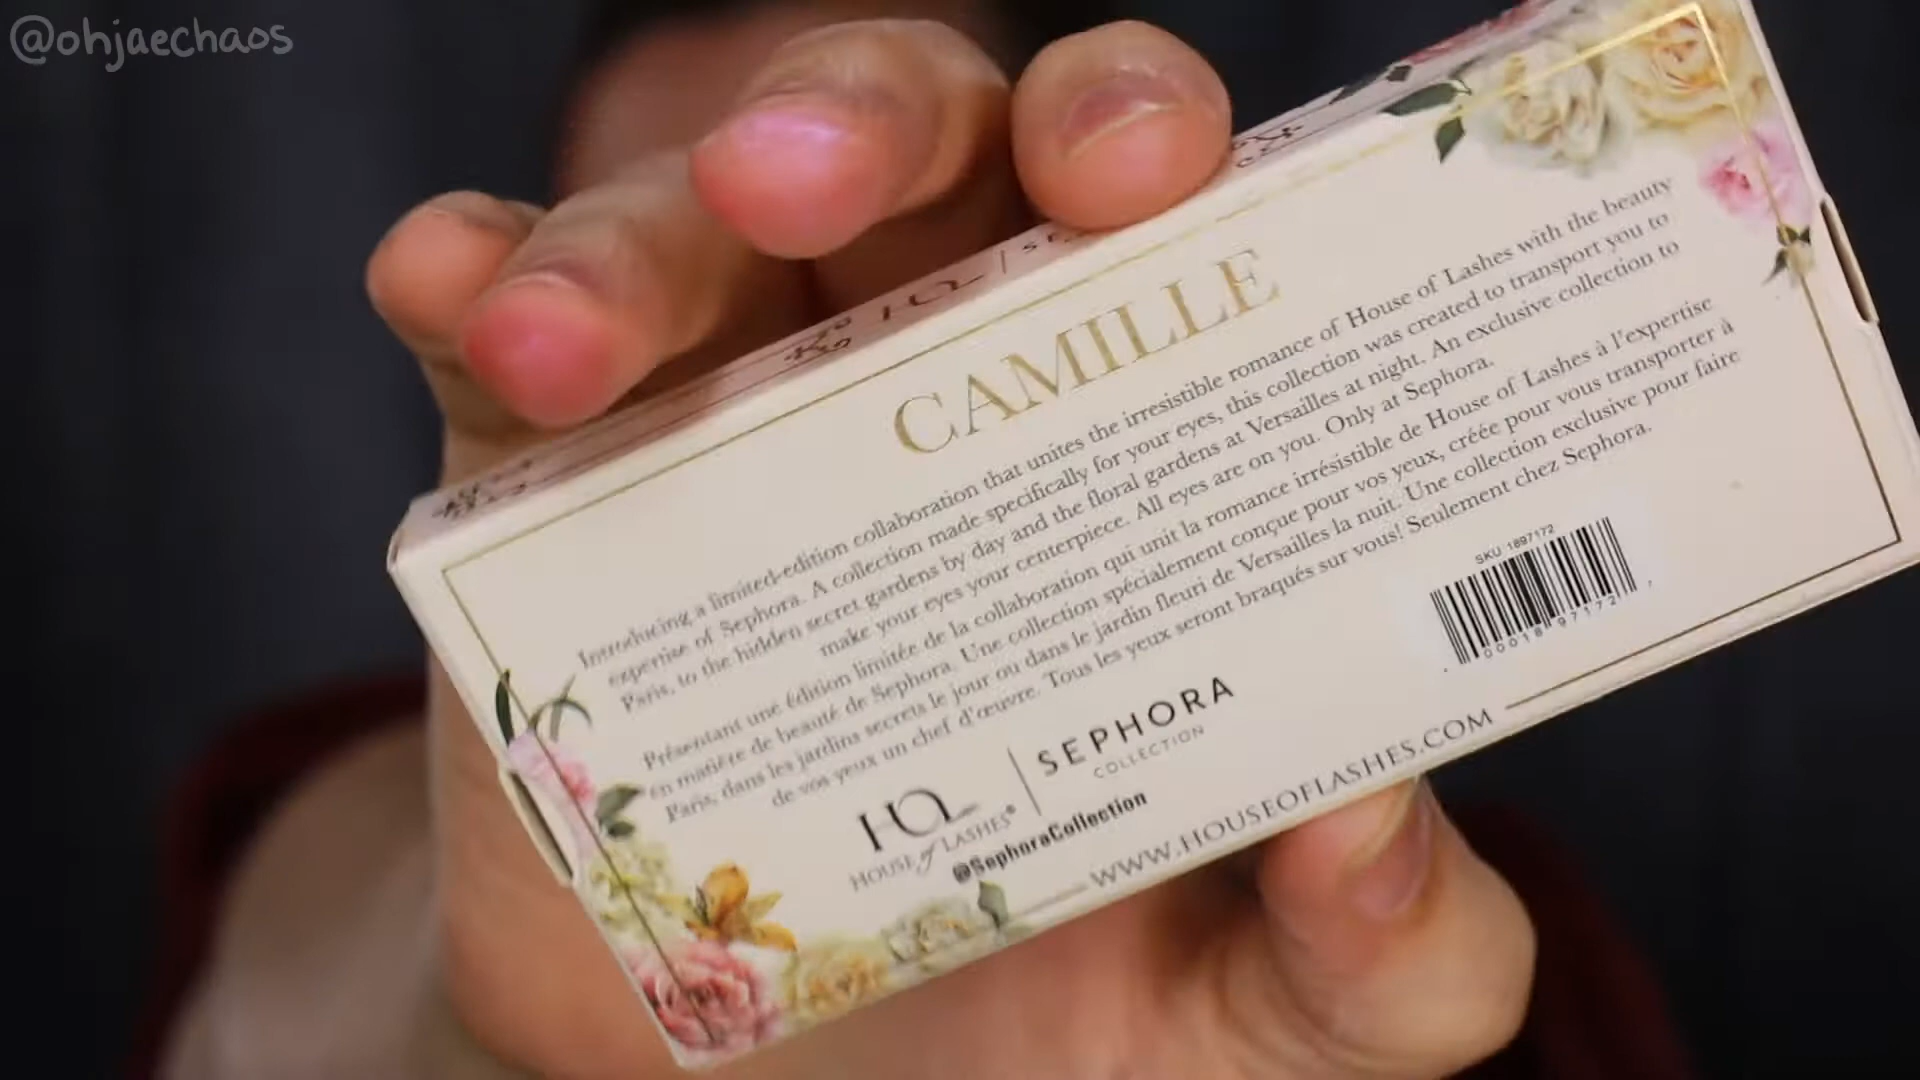 @ohjaechaos
CAMILLE
Introducing a limited-edition collaboration that unites the irresistible romance of House of Lashes with the beauty
expertise of Sephora. A collection made specifically for your eyes, this collection was created to transport you to
Paris, to the hidden secret gardens by day and the floral gardens at Versailles at night. An exclusive collection to
make your eyes your centerpiece. All eyes are on you. Only at Sephora.
Présentant une édition limitée de la collaboration qui unit la romance irrésistible de House of Lashes à l'expertise
en matière de beauté de Sephora. Une collection spécialement conçue pour vos yeux, créée pour vous transporter à
Paris, dans les jardins secrets le jour ou dans le jardin fleuri de Versailles la nuit. Une collection exclusive pour faire
de vos yeux un chef d'œuvre. Tous les yeux seront braqués sur vous! Seulement chez Sephora.
SKU 1897172
00018 97172
HOL
HOUSE of LASHES®
SEPHORA
COLLECTION
@SephoraCollection
WWW.HOUSEOFLASHES.COM